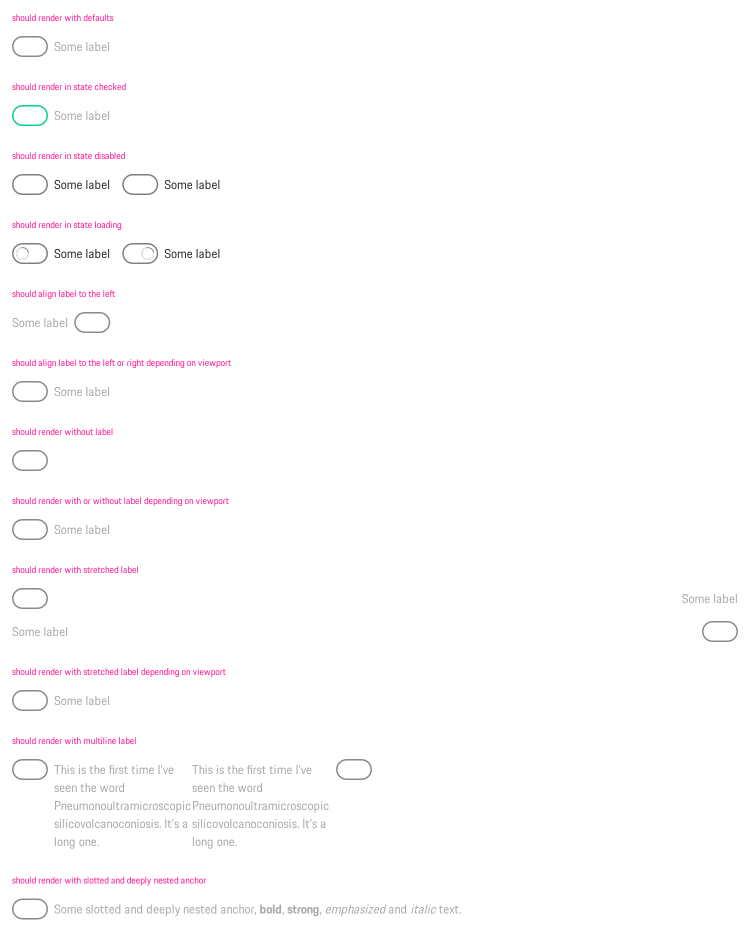 should render with defaults
Some label
should render in state checked
Some label
should render in state disabled
Some label Some label
should render in state loading
Some label Some label
should align label to the left
Some label
should align label to the left or right depending on viewport
Some label
should render without label
should render with or without label depending on viewport
Some label
should render with stretched label
Some label
Some label
should render with stretched label depending on viewport
Some label
should render with multiline label
This is the first time I've
seen the word
Pneumonoultramicroscopic
silicovolcanoconiosis. It's a
long one.
This is the first time I've
seen the word
Pneumonoultramicroscopic
silicovolcanoconiosis. It's a
long one.
should render with slotted and deeply nested anchor
Some slotted and deeply nested anchor, bold, strong, emphasized and italic text.